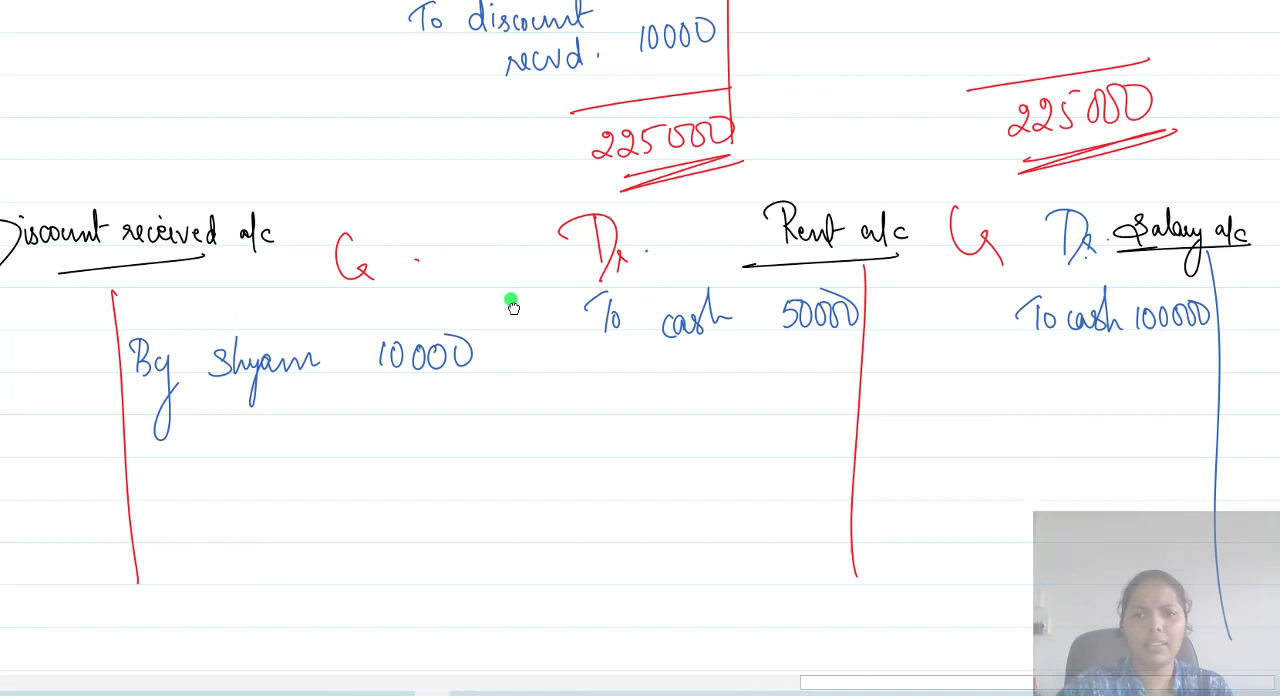 To discount
recvd. 10000
225000 225000
Discount received a/c Cr. Dr. Rent a/c Cr Dr. Salary a/c
To cash 50000 To cash 100000
By Shyam 10000